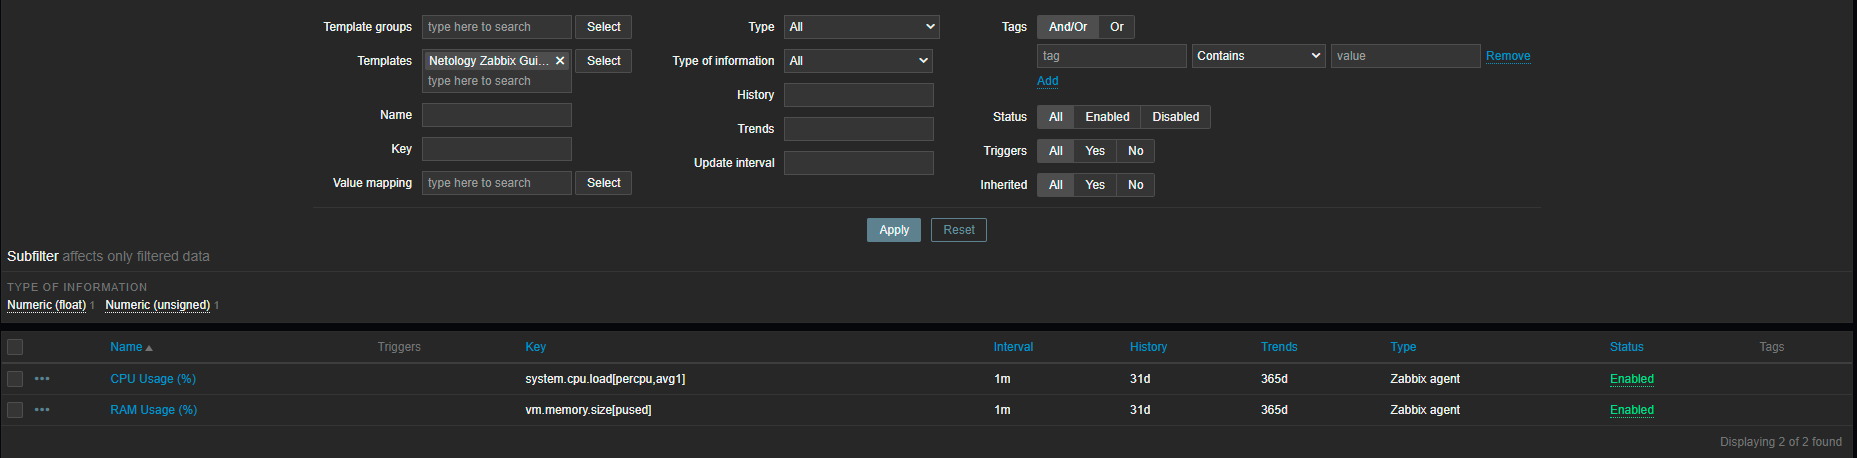 Template groups type here to search Select Type All Tags And/Or Or
Templates Netology Zabbix Gui... × Select Type of information All tag Contains value Remove
type here to search Add
Name History
Status All Enabled Disabled
Key Trends
Triggers All Yes No
Value mapping type here to search Select Update interval
Inherited All Yes No
Apply Reset
Subfilter affects only filtered data
TYPE OF INFORMATION
Numeric (float) 1 Numeric (unsigned) 1
Name Triggers Key Interval History Trends Type Status Tags
CPU Usage (%) system.cpu.load[percpu,avg1] 1m 31d 365d Zabbix agent Enabled
RAM Usage (%) vm.memory.size[pused] 1m 31d 365d Zabbix agent Enabled
Displaying 2 of 2 found